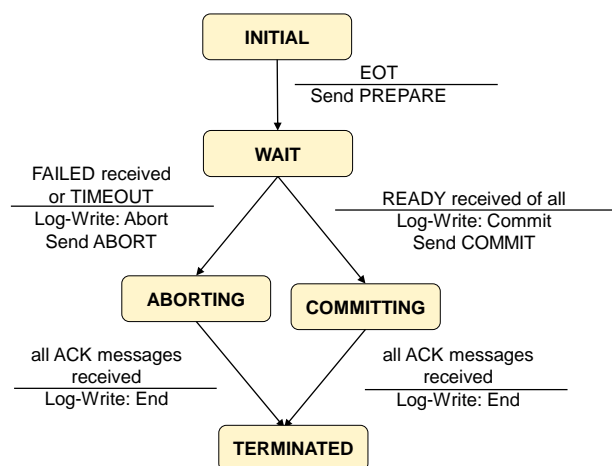 INITIAL
EOT
Send PREPARE
WAIT
FAILED received
or TIMEOUT
Log-Write: Abort
Send ABORT
READY received of all
Log-Write: Commit
Send COMMIT
ABORTING
COMMITTING
all ACK messages
received
Log-Write: End
all ACK messages
received
Log-Write: End
TERMINATED